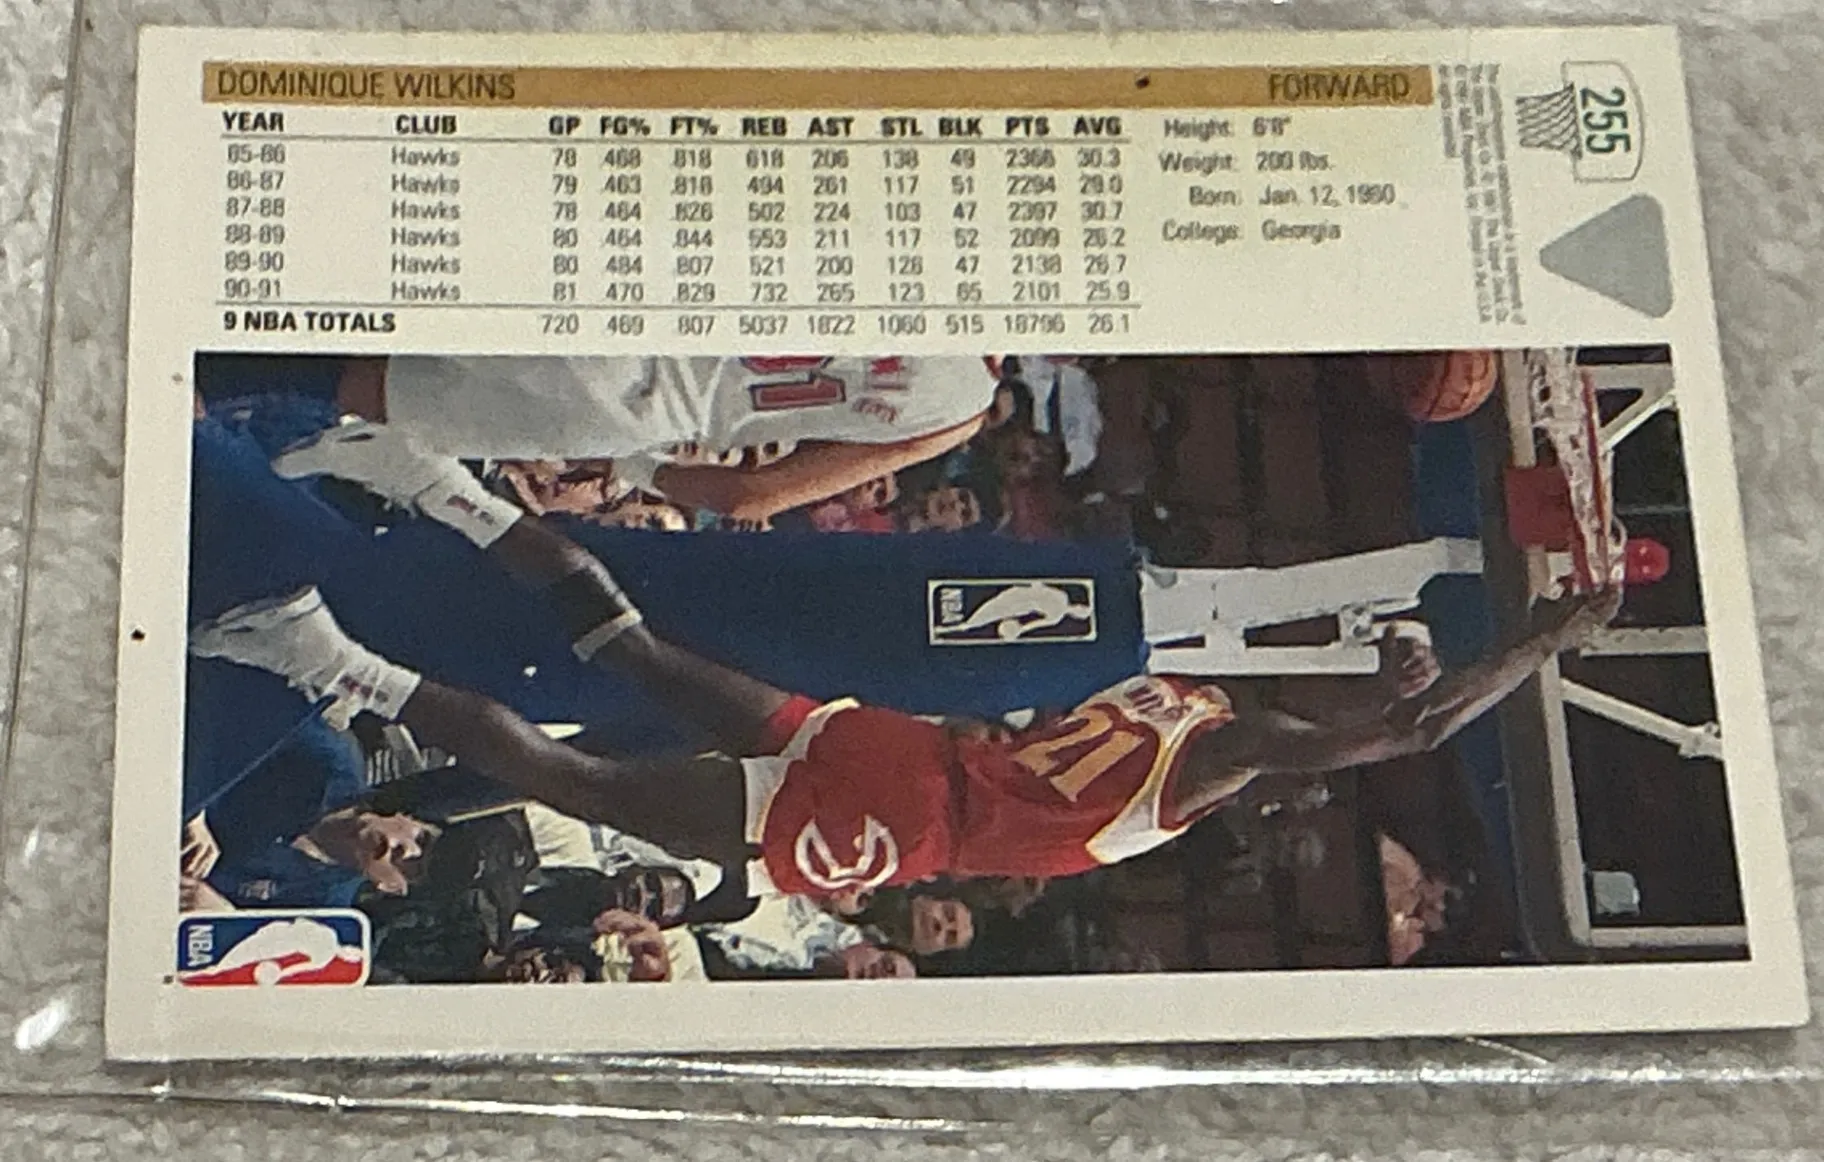 DOMINIQUE WILKINS FORWARD
YEAR CLUB GP FG% FT% REB AST STL BLK PTS AVG
85-86 Hawks 78 .468 .818 618 206 138 49 2366 30.3
86-87 Hawks 79 .463 .818 494 261 117 51 2294 29.0
87-88 Hawks 78 .464 .826 502 224 103 47 2397 30.7
88-89 Hawks 80 .464 .844 553 211 117 52 2099 26.2
89-90 Hawks 80 .484 .807 521 200 126 47 2138 26.7
90-91 Hawks 81 .470 .829 732 265 123 65 2101 25.9
9 NBA TOTALS 720 .469 .807 5037 1822 1060 515 18796 26.1
Height: 6'8"
Weight: 200 lbs.
Born: Jan. 12, 1960
College: Georgia
255
NBA
21
NBA